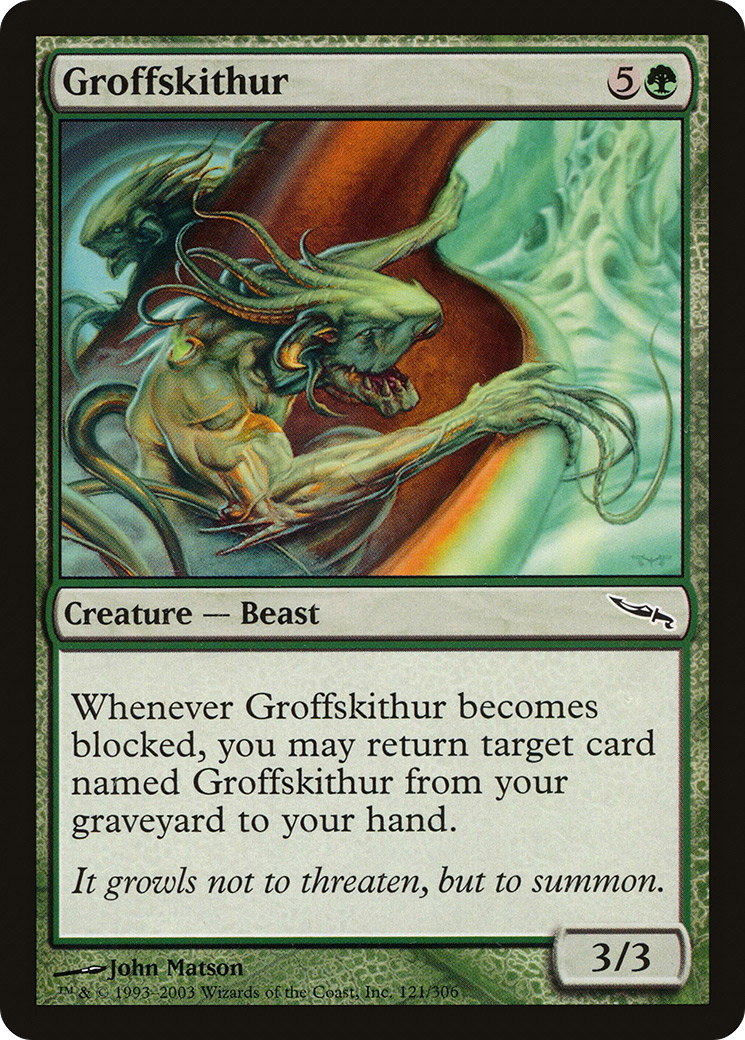 Groffskithur 5
Creature — Beast
Whenever Groffskithur becomes
blocked, you may return target card
named Groffskithur from your
graveyard to your hand.
It growls not to threaten, but to summon.
3/3
John Matson
™ & © 1993–2003 Wizards of the Coast, Inc. 121/306